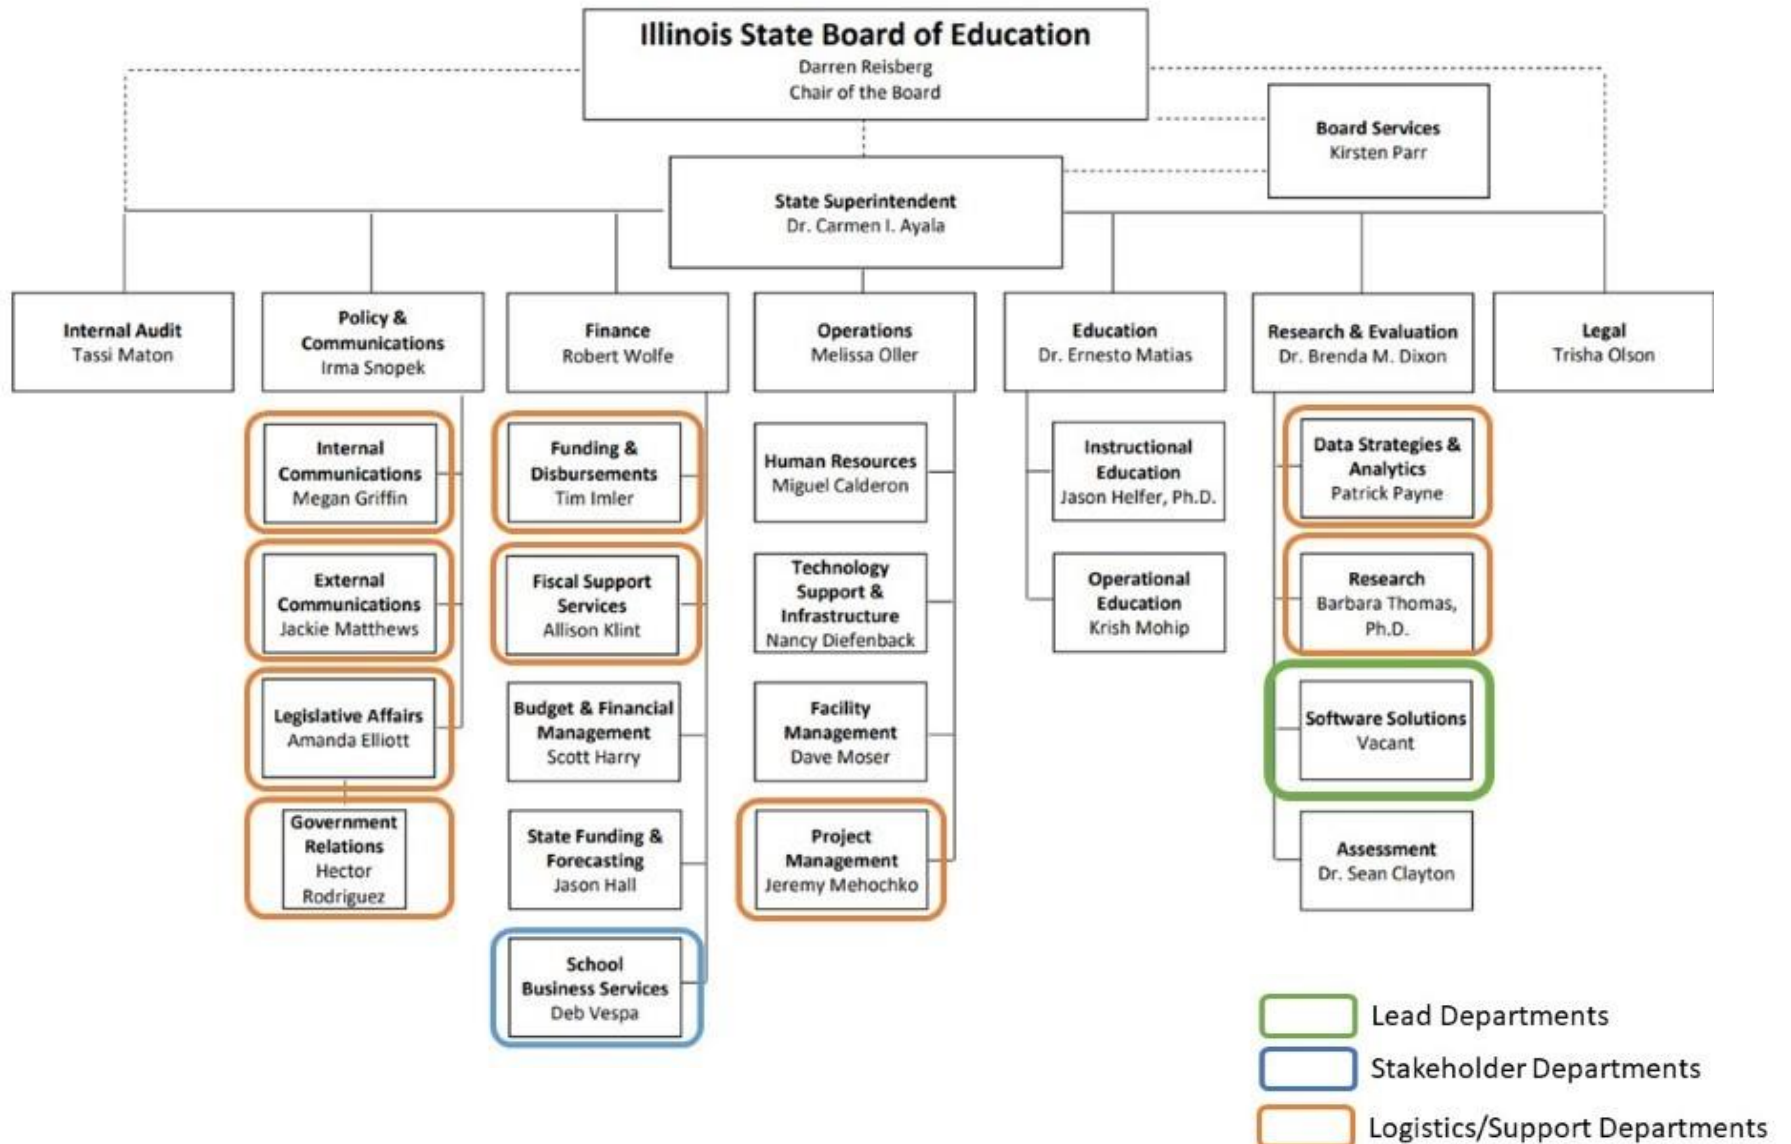 Illinois State Board of Education
Darren Reisberg
Chair of the Board
Board Services
Kirsten Parr
State Superintendent
Dr. Carmen I. Ayala
Internal Audit
Tassi Maton
Policy &
Communications
Irma Snopek
Finance
Robert Wolfe
Operations
Melissa Oller
Education
Dr. Ernesto Matias
Research & Evaluation
Dr. Brenda M. Dixon
Legal
Trisha Olson
Internal
Communications
Megan Griffin
External
Communications
Jackie Matthews
Legislative Affairs
Amanda Elliott
Government
Relations
Hector
Rodriguez
Funding &
Disbursements
Tim Imler
Fiscal Support
Services
Allison Klint
Budget & Financial
Management
Scott Harry
State Funding &
Forecasting
Jason Hall
School
Business Services
Deb Vespa
Human Resources
Miguel Calderon
Technology
Support &
Infrastructure
Nancy Diefenback
Facility
Management
Dave Moser
Project
Management
Jeremy Mehochko
Instructional
Education
Jason Helfer, Ph.D.
Operational
Education
Krish Mohip
Data Strategies &
Analytics
Patrick Payne
Research
Barbara Thomas,
Ph.D.
Software Solutions
Vacant
Assessment
Dr. Sean Clayton
Lead Departments
Stakeholder Departments
Logistics/Support Departments